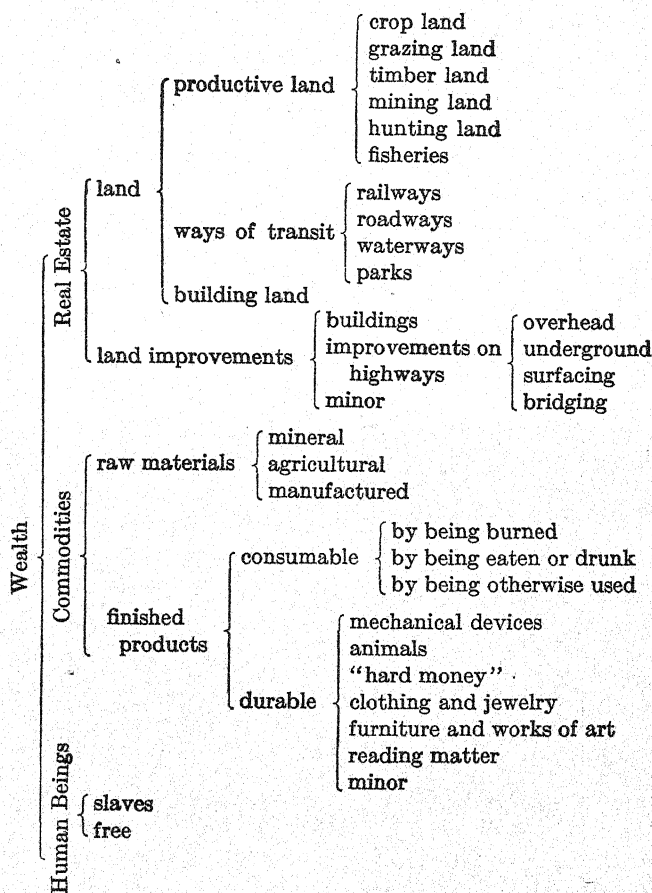 Wealth
Real Estate
land
productive land
crop land
grazing land
timber land
mining land
hunting land
fisheries
ways of transit
railways
roadways
waterways
parks
building land
land improvements
buildings
improvements on
highways
minor
overhead
underground
surfacing
bridging
Commodities
raw materials
mineral
agricultural
manufactured
finished
products
consumable
by being burned
by being eaten or drunk
by being otherwise used
durable
mechanical devices
animals
“hard money”
clothing and jewelry
furniture and works of art
reading matter
minor
Human Beings
slaves
free